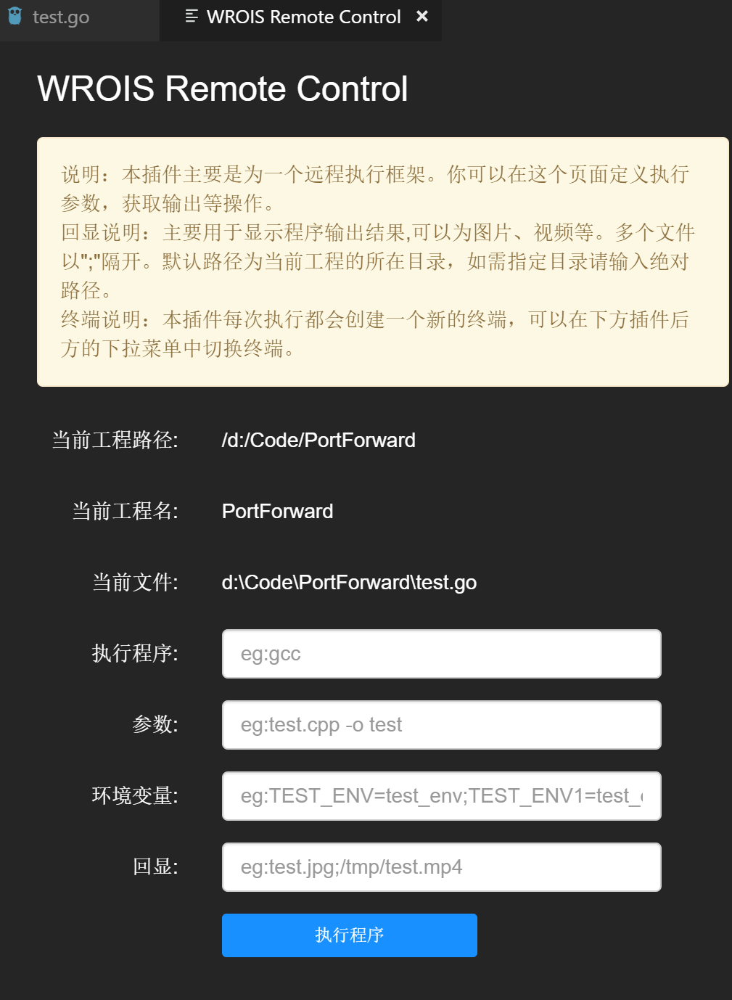 test.go
WROIS Remote Control
WROIS Remote Control
说明：本插件主要是为一个远程执行框架。你可以在这个页面定义执行
参数，获取输出等操作。
回显说明：主要用于显示程序输出结果,可以为图片、视频等。多个文件
以";"隔开。默认路径为当前工程的所在目录，如需指定目录请输入绝对
路径。
终端说明：本插件每次执行都会创建一个新的终端，可以在下方插件后
方的下拉菜单中切换终端。
当前工程路径: /d:/Code/PortForward
当前工程名: PortForward
当前文件: d:\Code\PortForward\test.go
执行程序: eg:gcc
参数: eg:test.cpp -o test
环境变量: eg:TEST_ENV=test_env;TEST_ENV1=test_
回显: eg:test.jpg;/tmp/test.mp4
执行程序